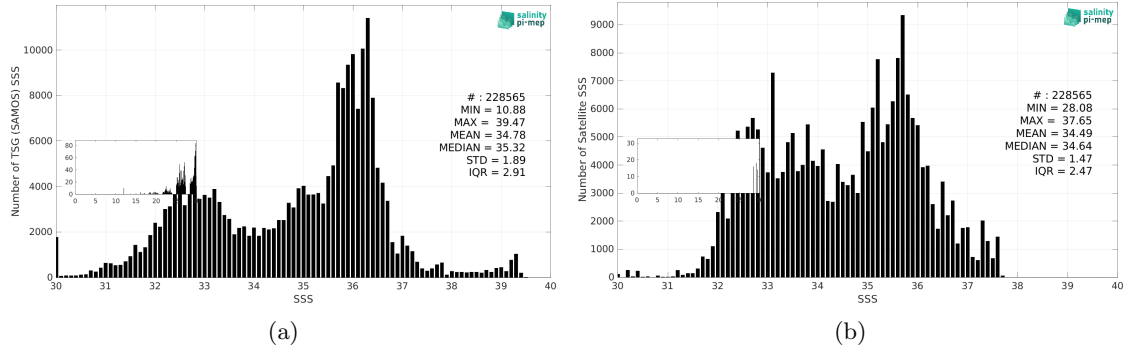 salinity
pi-mep
Number of TSG (SAMOS) SSS
10000
8000
6000
4000
2000
0
# : 228565
MIN = 10.88
MAX = 39.47
MEAN = 34.78
MEDIAN = 35.32
STD = 1.89
IQR = 2.91
80
60
40
20
0
0 5 10 15 20
30 31 32 33 34 35 36 37 38 39 40
SSS
(a)
salinity
pi-mep
Number of Satellite SSS
9000
8000
7000
6000
5000
4000
3000
2000
1000
0
# : 228565
MIN = 28.08
MAX = 37.65
MEAN = 34.49
MEDIAN = 34.64
STD = 1.47
IQR = 2.47
30
20
10
0
0 5 10 15 20
30 31 32 33 34 35 36 37 38 39 40
SSS
(b)